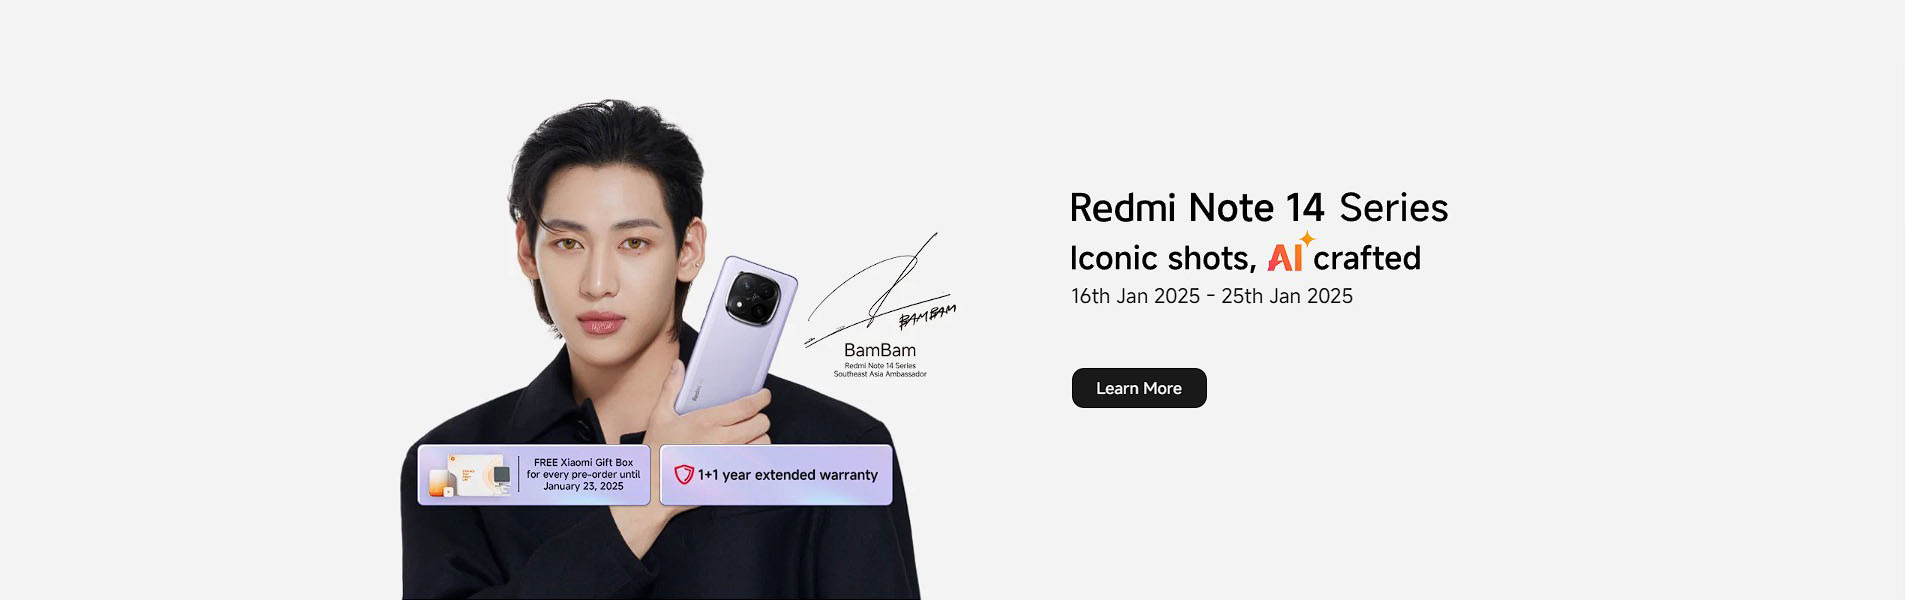 Redmi Note 14 Series
Iconic shots, AI crafted
16th Jan 2025 - 25th Jan 2025
Learn More
BAMBAM
BamBam
Redmi Note 14 Series
Southeast Asia Ambassador
Redmi
FREE Xiaomi Gift Box
for every pre-order until
January 23, 2025
1+1 year extended warranty